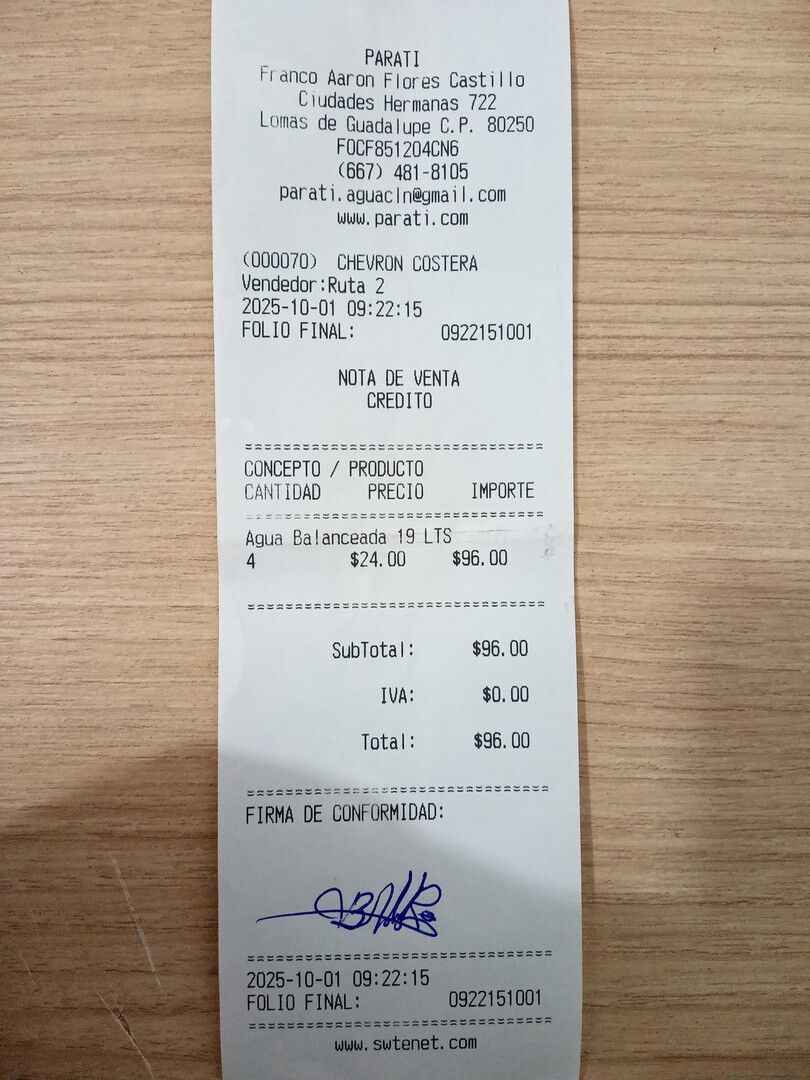 PARATI
Franco Aaron Flores Castillo
Ciudades Hermanas 722
Lomas de Guadalupe C.P. 80250
FOCF851204CN6
(667) 481-8105
parati.aguacln@gmail.com
www.parati.com
(000070) CHEVRON COSTERA
Vendedor:Ruta 2
2025-10-01 09:22:15
FOLIO FINAL: 0922151001
NOTA DE VENTA
CREDITO
================================
CONCEPTO / PRODUCTO
CANTIDAD PRECIO IMPORTE
================================
Agua Balanceada 19 LTS
4 $24.00 $96.00
================================
SubTotal: $96.00
IVA: $0.00
Total: $96.00
================================
FIRMA DE CONFORMIDAD:
================================
2025-10-01 09:22:15
FOLIO FINAL: 0922151001
================================
www.swtenet.com